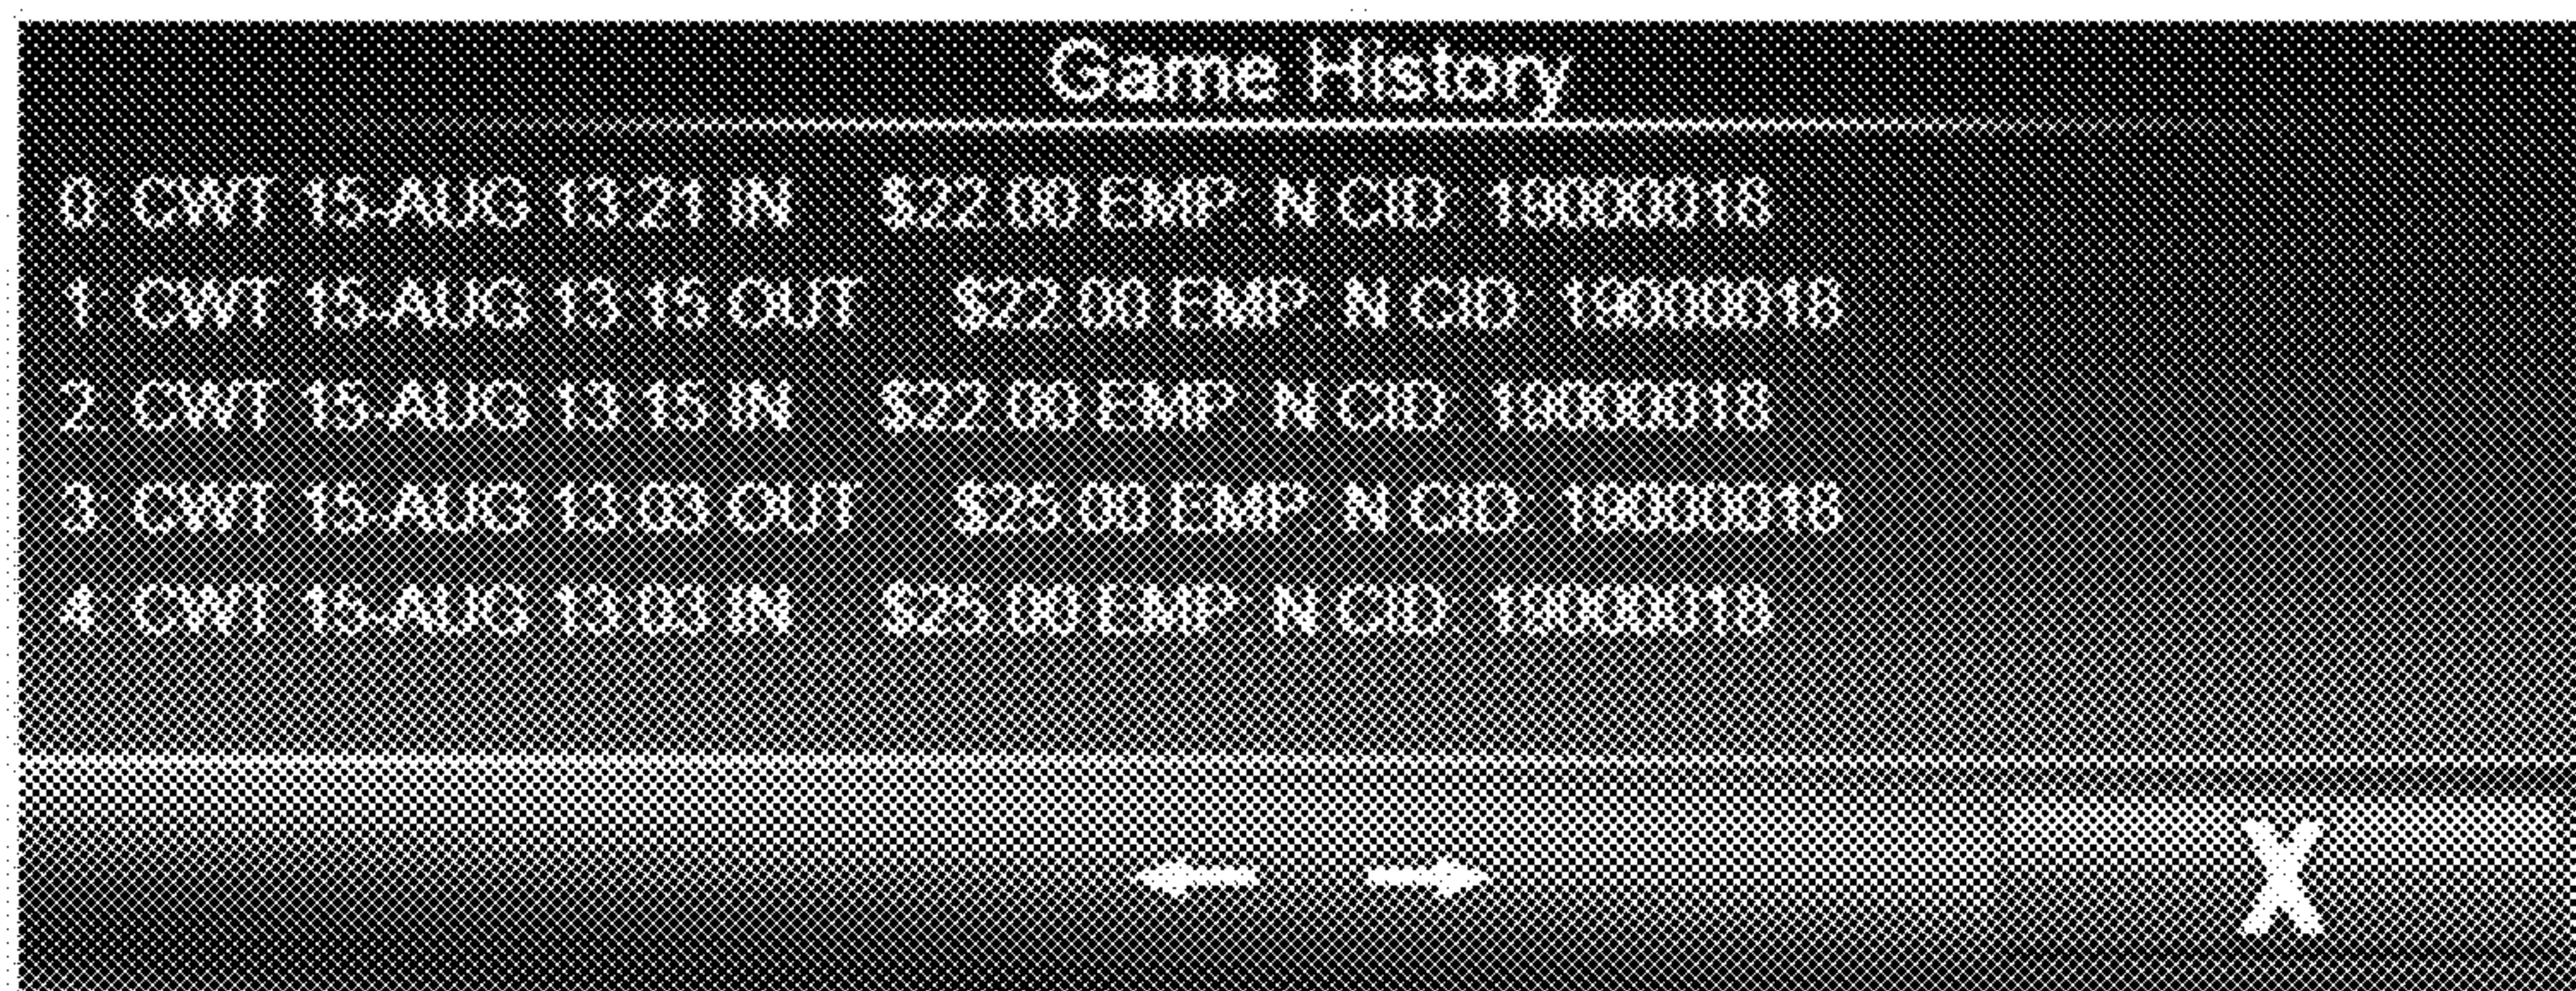 Game History
0: CWT 15-AUG 13:21 IN $22.00 EMP: N CID: 19000018
1: CWT 15-AUG 13:15 OUT $22.00 EMP: N CID: 19000018
2: CWT 15-AUG 13:15 IN $22.00 EMP: N CID: 19000018
3: CWT 15-AUG 13:03 OUT $25.00 EMP: N CID: 19000018
4: CWT 15-AUG 13:03 IN $25.00 EMP: N CID: 19000018
X